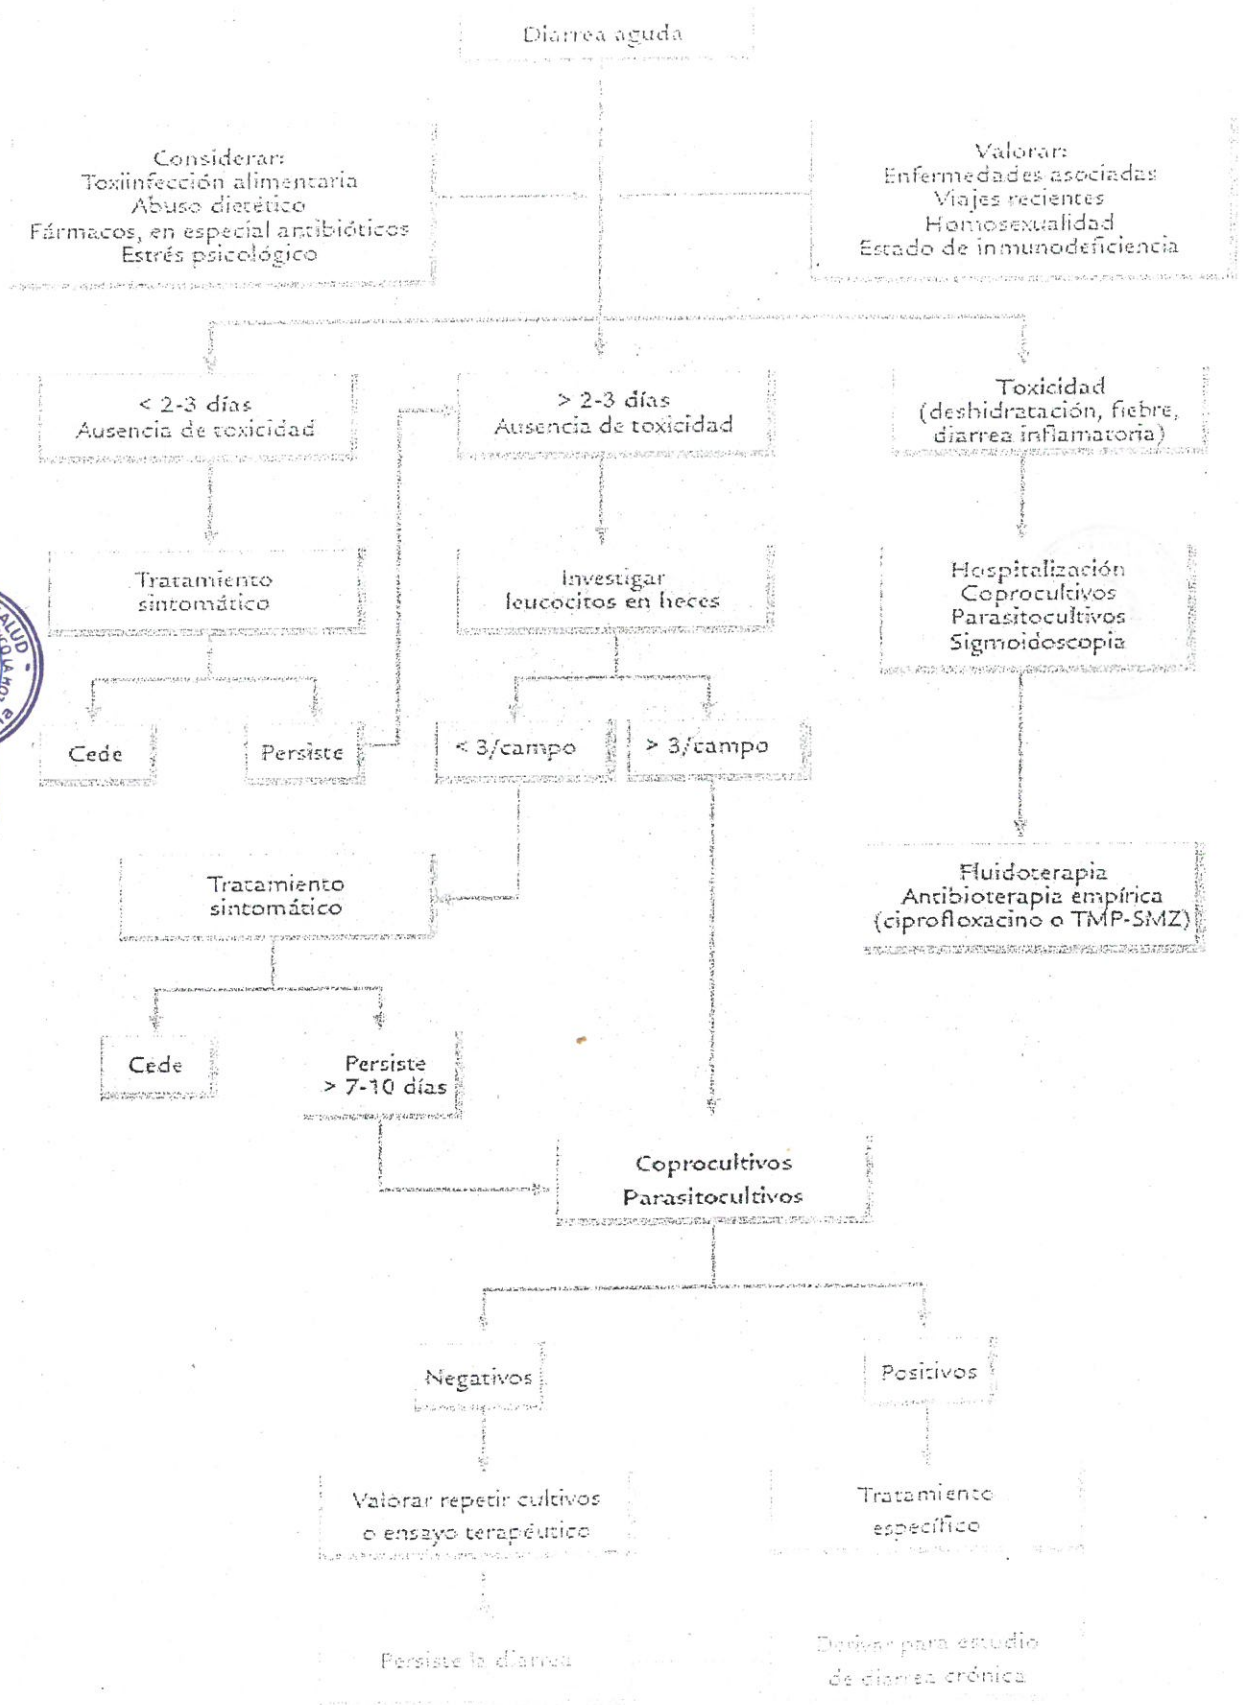 Diarrea aguda
Considerar:
Toxiinfección alimentaria
Abuso dietético
Fármacos, en especial antibióticos
Estrés psicológico
Valorar:
Enfermedades asociadas
Viajes recientes
Homosexualidad
Estado de inmunodeficiencia
< 2-3 días
Ausencia de toxicidad
> 2-3 días
Ausencia de toxicidad
Toxicidad
(deshidratación, fiebre,
diarrea inflamatoria)
Tratamiento
sintomático
Investigar
leucocitos en heces
Hospitalización
Coprocultivos
Parasitocultivos
Sigmoidoscopia
SALUD
Cede
Persiste
< 3/campo
> 3/campo
Tratamiento
sintomático
Fluidoterapia
Antibioterapia empírica
(ciprofloxacino o TMP-SMZ)
Cede
Persiste
> 7-10 días
Coprocultivos
Parasitocultivos
Negativos
Positivos
Valorar repetir cultivos
o ensayo terapéutico
Tratamiento
específico
Persiste la diarrea
Derivar para estudio
de diarrea crónica